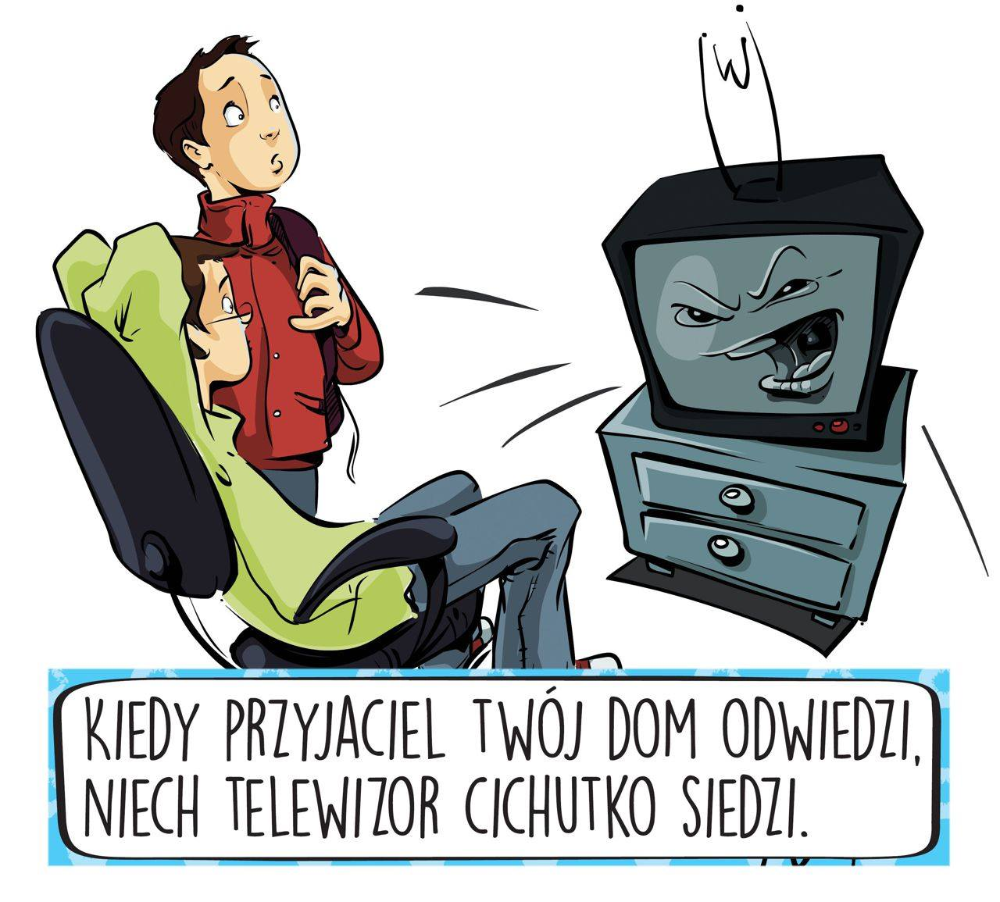 KIEDY PRZYJACIEL TWÓJ DOM ODWIEDZI,
NIECH TELEWIZOR CICHUTKO SIEDZI.